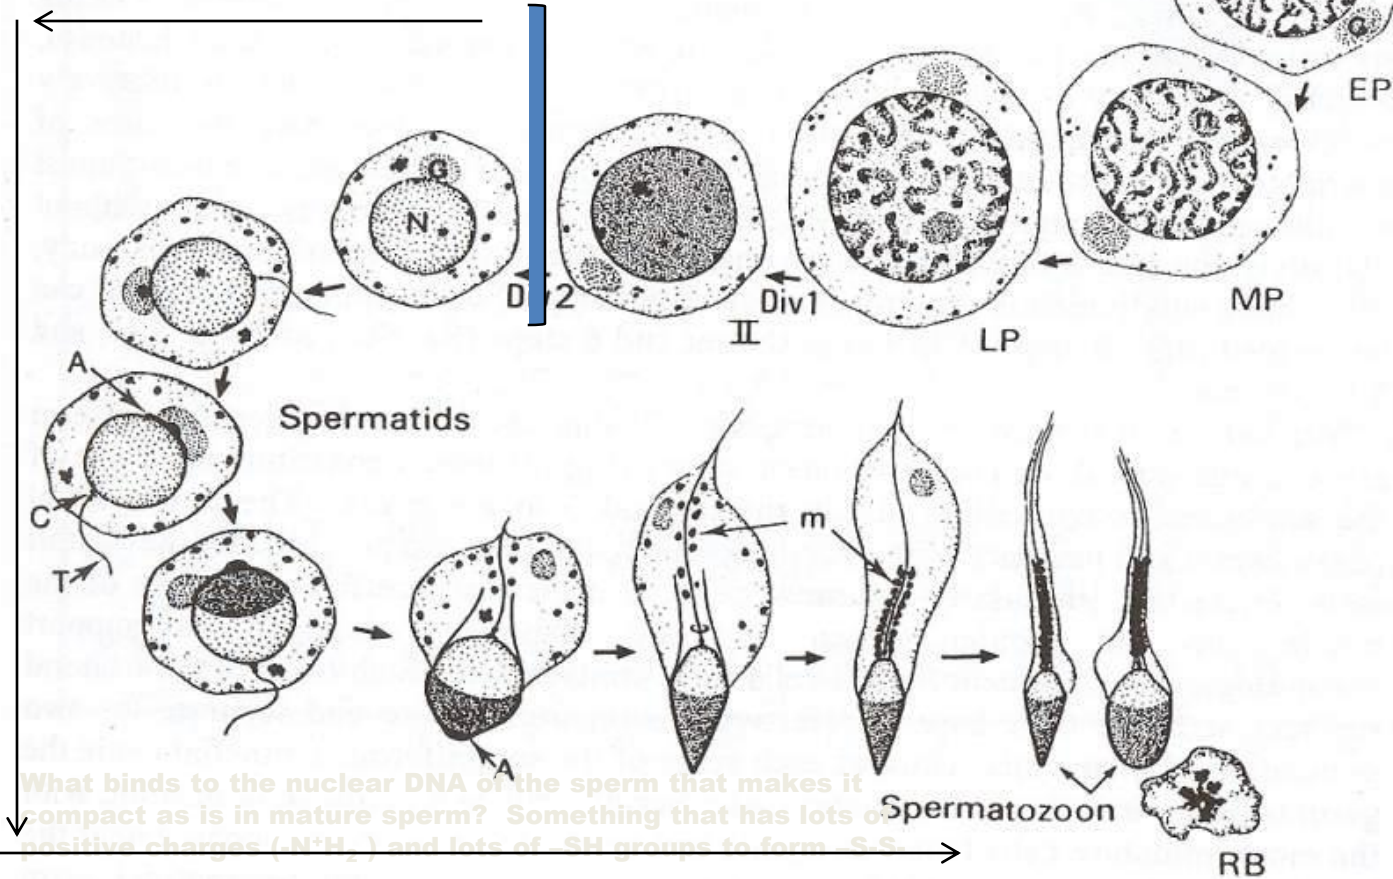 G
EP
n
G
N
MP
Div2
Div1
II
LP
A
Spermatids
C
m
T
A
What binds to the nuclear DNA of the sperm that makes it
compact as is in mature sperm? Something that has lots of
positive charges (-N⁺H₂ ) and lots of –SH groups to form –S-S-
Spermatozoon
RB